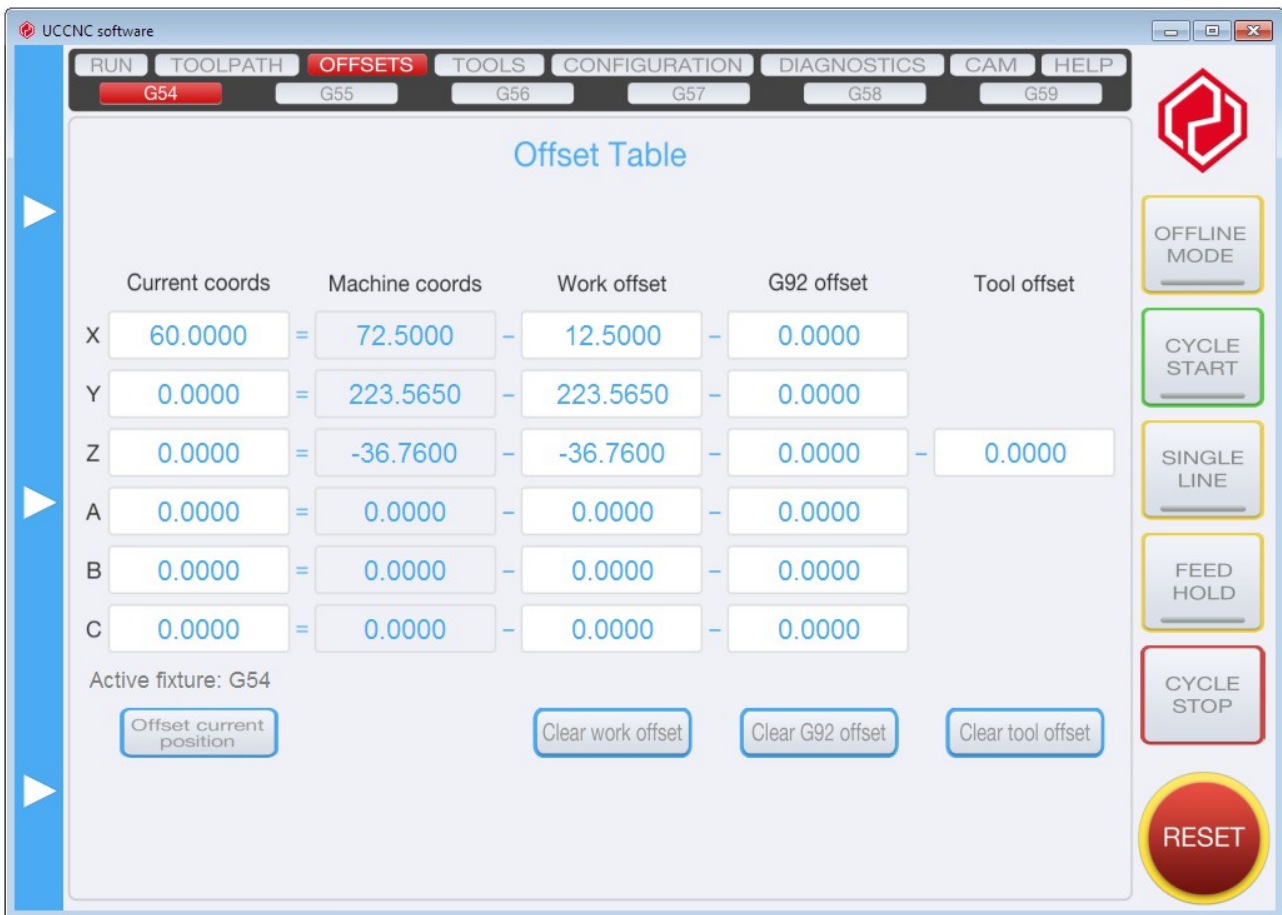 UCCNC software
RUN TOOLPATH OFFSETS TOOLS CONFIGURATION DIAGNOSTICS CAM HELP
G54 G55 G56 G57 G58 G59
Offset Table
Current coords Machine coords Work offset G92 offset Tool offset
X 60.0000 = 72.5000 - 12.5000 - 0.0000
Y 0.0000 = 223.5650 - 223.5650 - 0.0000
Z 0.0000 = -36.7600 - -36.7600 - 0.0000 - 0.0000
A 0.0000 = 0.0000 - 0.0000 - 0.0000
B 0.0000 = 0.0000 - 0.0000 - 0.0000
C 0.0000 = 0.0000 - 0.0000 - 0.0000
Active fixture: G54
Offset current
position
Clear work offset
Clear G92 offset
Clear tool offset
OFFLINE
MODE
CYCLE
START
SINGLE
LINE
FEED
HOLD
CYCLE
STOP
RESET